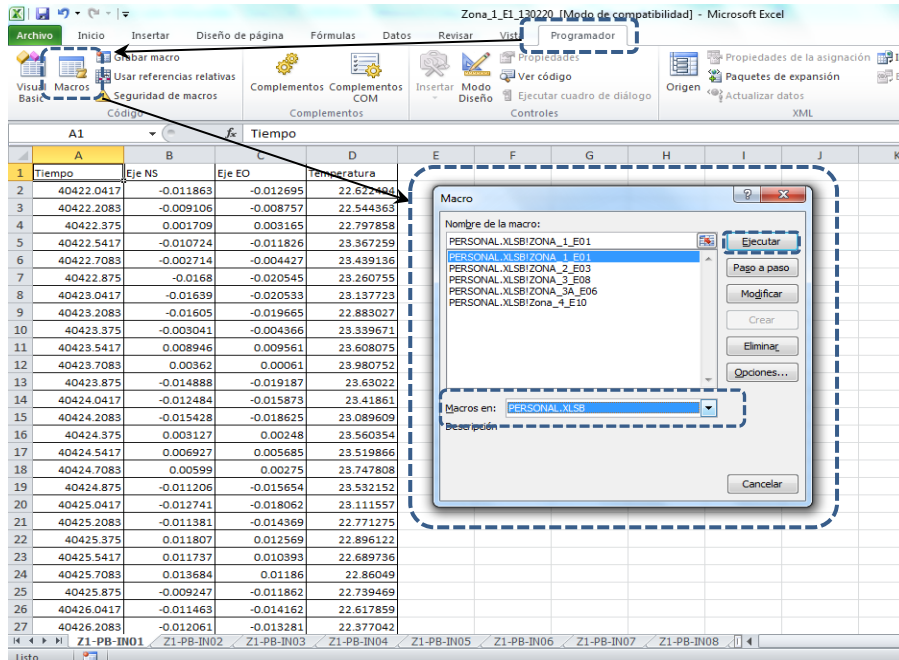 Zona_1_E1_130220 [Modo de compatibilidad] - Microsoft Excel
Archivo Inicio Insertar Diseño de página Fórmulas Datos Revisar Vista Programador
Visual Basic
Macros
Grabar macro
Usar referencias relativas
Seguridad de macros
Código
Complementos
Complementos COM
Complementos
Insertar
Modo Diseño
Propiedades
Ver código
Ejecutar cuadro de diálogo
Controles
Origen
Propiedades de la asignación
Paquetes de expansión
Actualizar datos
XML
A1 fx Tiempo
A B C D E F G H I J K
1 Tiempo Eje NS Eje EO Temperatura
2 40422.0417 -0.011863 -0.012695 22.622494
3 40422.2083 -0.009106 -0.008757 22.544363
4 40422.375 0.001709 0.003165 22.797858
5 40422.5417 -0.010724 -0.011826 23.367259
6 40422.7083 -0.002714 -0.004427 23.439136
7 40422.875 -0.0168 -0.020545 23.260755
8 40423.0417 -0.01639 -0.020533 23.137723
9 40423.2083 -0.01605 -0.019665 22.883027
10 40423.375 -0.003041 -0.004366 23.339671
11 40423.5417 0.008946 0.009561 23.608075
12 40423.7083 0.00362 0.00061 23.980752
13 40423.875 -0.014888 -0.019187 23.63022
14 40424.0417 -0.012484 -0.015873 23.41861
15 40424.2083 -0.015428 -0.018625 23.089609
16 40424.375 0.003127 0.00248 23.560354
17 40424.5417 0.006927 0.005685 23.519866
18 40424.7083 0.00599 0.00275 23.747808
19 40424.875 -0.011206 -0.015654 23.532152
20 40425.0417 -0.012741 -0.018062 23.111557
21 40425.2083 -0.011381 -0.014369 22.771275
22 40425.375 0.011807 0.012569 22.896122
23 40425.5417 0.011737 0.010393 22.689736
24 40425.7083 0.013684 0.01186 22.86049
25 40425.875 -0.009247 -0.011862 22.739469
26 40426.0417 -0.011463 -0.014162 22.617859
27 40426.2083 -0.012061 -0.013281 22.377042
Macro
Nombre de la macro:
PERSONAL.XLSB!ZONA_1_E01
PERSONAL.XLSB!ZONA_1_E01
PERSONAL.XLSB!ZONA_2_E03
PERSONAL.XLSB!ZONA_3_E08
PERSONAL.XLSB!ZONA_3A_E06
PERSONAL.XLSB!Zona_4_E10
Ejecutar
Paso a paso
Modificar
Crear
Eliminar
Opciones...
Macros en: PERSONAL.XLSB
Descripción
Cancelar
Z1-PB-IN01 Z1-PB-IN02 Z1-PB-IN03 Z1-PB-IN04 Z1-PB-IN05 Z1-PB-IN06 Z1-PB-IN07 Z1-PB-IN08
Listo